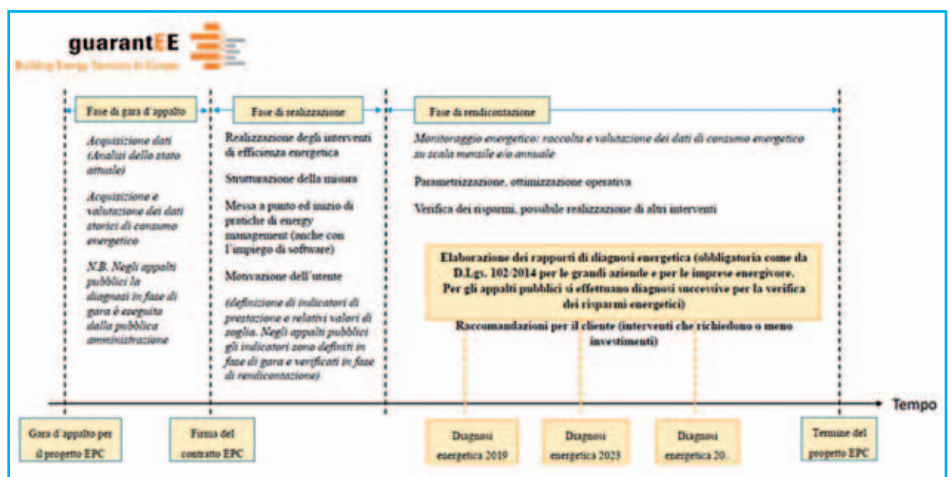 guarantEE
Building Energy Services in Europe
Fase di gara d'appalto
Acquisizione dati
(Analisi dello stato
attuale)
Acquisizione e
valutazione dei dati
storici di consumo
energetico
N.B. Negli appalti
pubblici la
diagnosi in fase di
gara è eseguita
dalla pubblica
amministrazione
Fase di realizzazione
Realizzazione degli interventi
di efficienza energetica
Strutturazione della misura
Messa a punto ed inizio di
pratiche di energy
management (anche con
l'impiego di software)
Motivazione dell'utente
(definizione di indicatori di
prestazione e relativi valori di
soglia. Negli appalti pubblici
gli indicatori sono definiti in
fase di gara e verificati in fase
di rendicontazione)
Fase di rendicontazione
Monitoraggio energetico: raccolta e valutazione dei dati di consumo energetico
su scala mensile e/o annuale
Parametrizzazione, ottimizzazione operativa
Verifica dei risparmi, possibile realizzazione di altri interventi
Elaborazione dei rapporti di diagnosi energetica (obbligatoria come da
D.Lgs. 102/2014 per le grandi aziende e per le imprese energivore.
Per gli appalti pubblici si effettuano diagnosi successive per la verifica
dei risparmi energetici)
Raccomandazioni per il cliente (interventi che richiedono o meno
investimenti)
Tempo
Gara d'appalto per
il progetto EPC
Firma del
contratto EPC
Diagnosi
energetica 2019
Diagnosi
energetica 2023
Diagnosi
energetica 20..
Termine del
progetto EPC